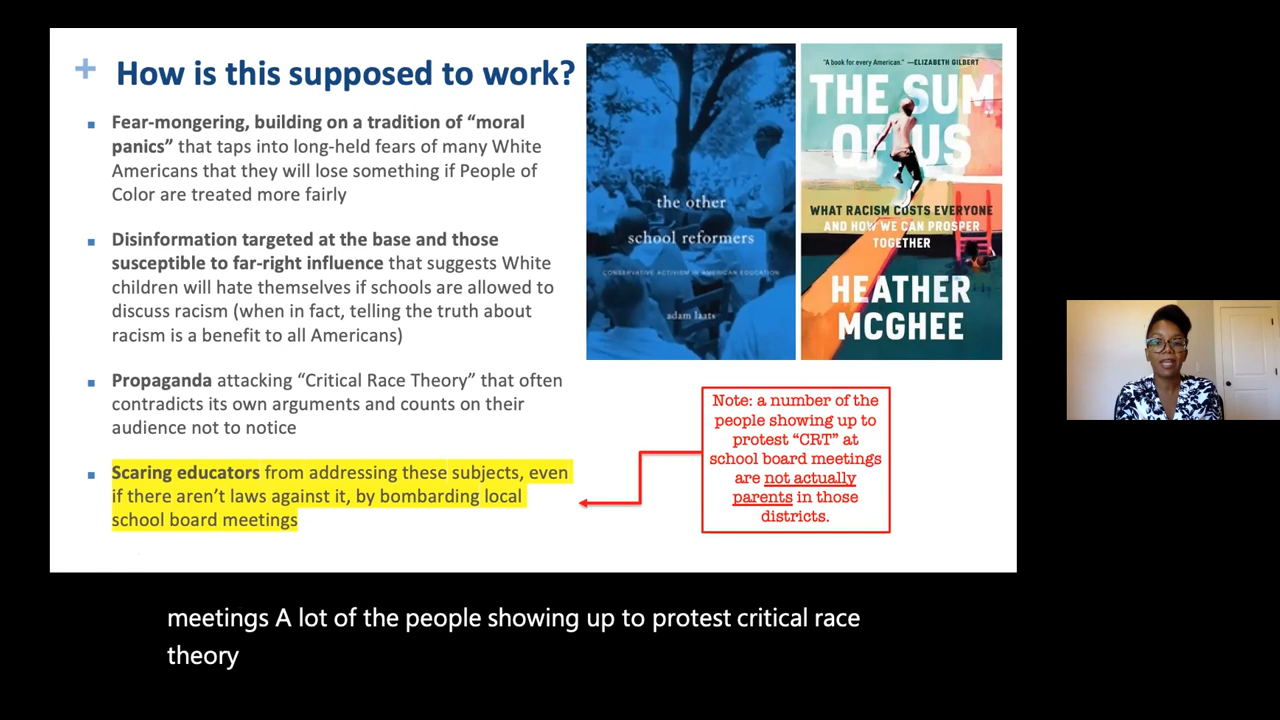 + How is this supposed to work?
▪ Fear-mongering, building on a tradition of “moral
panics” that taps into long-held fears of many White
Americans that they will lose something if People of
Color are treated more fairly
▪ Disinformation targeted at the base and those
susceptible to far-right influence that suggests White
children will hate themselves if schools are allowed to
discuss racism (when in fact, telling the truth about
racism is a benefit to all Americans)
▪ Propaganda attacking “Critical Race Theory” that often
contradicts its own arguments and counts on their
audience not to notice
▪ Scaring educators from addressing these subjects, even
if there aren’t laws against it, by bombarding local
school board meetings
the other
school reformers
CONSERVATIVE ACTIVISM IN AMERICAN EDUCATION
adam laats
“A book for every American.” —ELIZABETH GILBERT
THE SUM
OF US
WHAT RACISM COSTS EVERYONE
AND HOW WE CAN PROSPER
TOGETHER
HEATHER
MCGHEE
Note: a number of the
people showing up to
protest “CRT” at
school board meetings
are not actually
parents in those
districts.
meetings A lot of the people showing up to protest critical race
theory